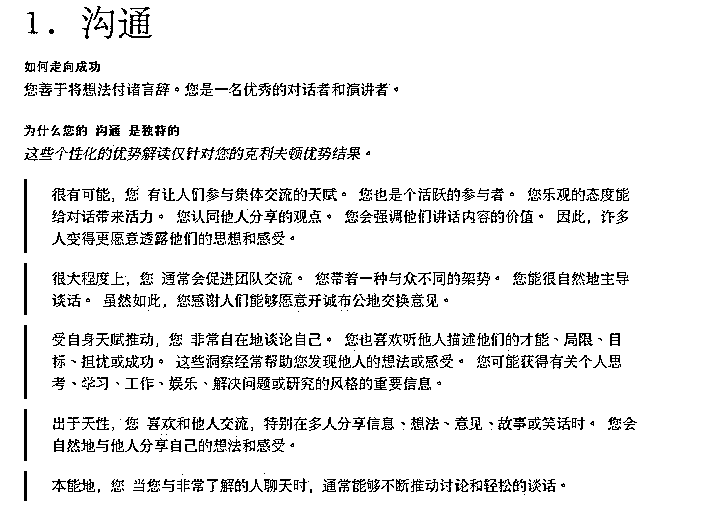 1. 沟通
如何走向成功
您善于将想法付诸言辞。您是一名优秀的对话者和演讲者。
为什么您的 沟通 是独特的
这些个性化的优势解读仅针对您的克利夫顿优势结果。
很有可能，您 有让人们参与集体交流的天赋。 您也是个活跃的参与者。 您乐观的态度能
给对话带来活力。 您认同他人分享的观点。 您会强调他们讲话内容的价值。 因此，许多
人变得更愿意透露他们的思想和感受。
很大程度上，您 通常会促进团队交流。 您带着一种与众不同的架势。 您能很自然地主导
谈话。 虽然如此，您感谢人们能够愿意开诚布公地交换意见。
受自身天赋推动，您 非常自在地谈论自己。 您也喜欢听他人描述他们的才能、局限、目
标、担忧或成功。 这些洞察经常帮助您发现他人的想法或感受。 您可能获得有关个人思
考、学习、工作、娱乐、解决问题或研究的风格的重要信息。
出于天性，您 喜欢和他人交流，特别在多人分享信息、想法、意见、故事或笑话时。 您会
自然地与他人分享自己的想法和感受。
本能地，您 当您与非常了解的人聊天时，通常能够不断推动讨论和轻松的谈话。